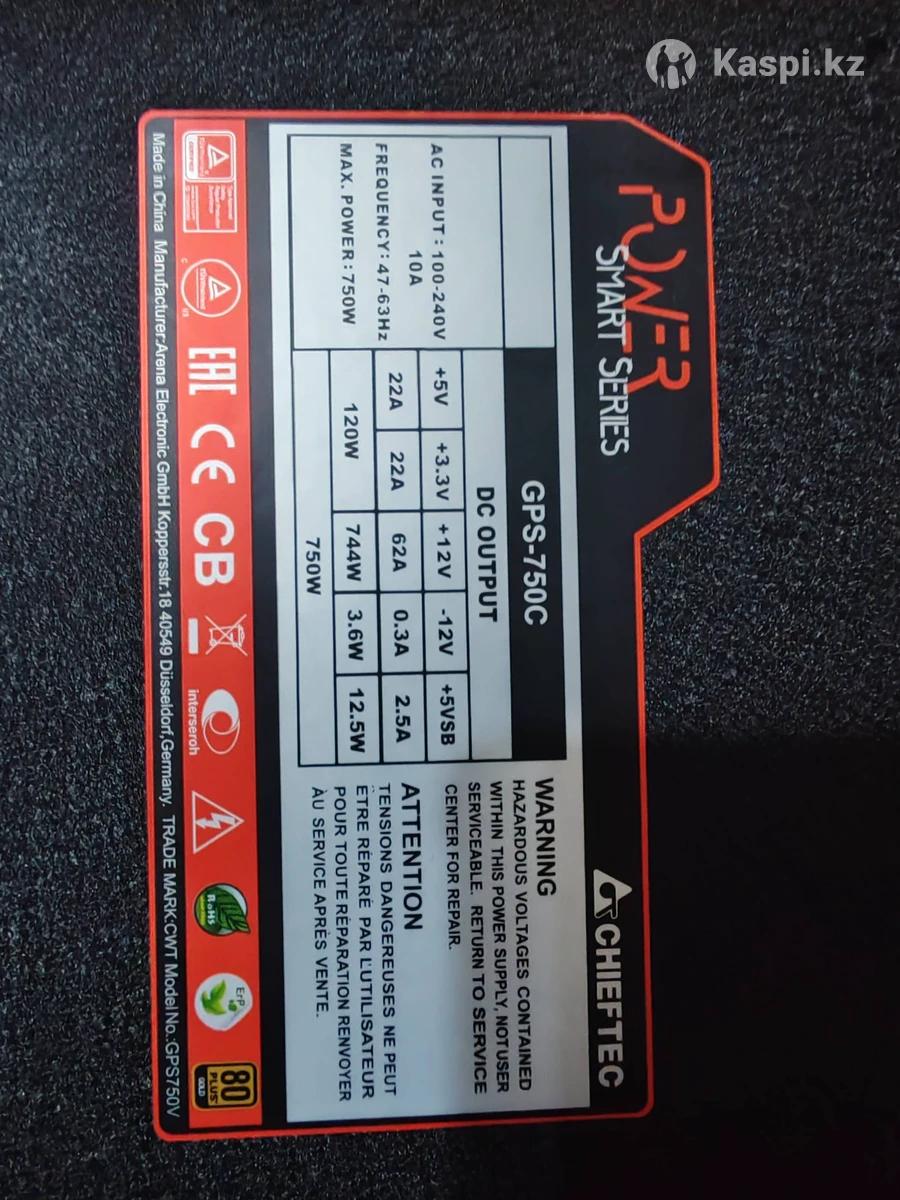 Kaspi.kz
POWER
SMART SERIES
CHIEFTEC
GPS-750C
AC INPUT: 100-240V
10A
FREQUENCY: 47-63Hz
MAX. POWER: 750W
DC OUTPUT
+5V +3.3V +12V -12V +5VSB
22A 22A 62A 0.3A 2.5A
120W 744W 3.6W 12.5W
750W
WARNING
HAZARDOUS VOLTAGES CONTAINED
WITHIN THIS POWER SUPPLY, NOT USER
SERVICEABLE. RETURN TO SERVICE
CENTER FOR REPAIR.
ATTENTION
TENSIONS DANGEREUSES NE PEUT
ETRE RÉPARÉ PAR L'UTILISATEUR
POUR TOUTE RÉPARATION RENVOYER
ÀU SERVICE APRÈS VENTE.
EAC CE CB
interseroh
RoHS
ErP
80
PLUS
GOLD
Made in China Manufacturer:Arena Electronic GmbH Koppersstr.18 40549 Düsseldorf,Germany. TRADE MARK:CWT Model No.:GPS750V